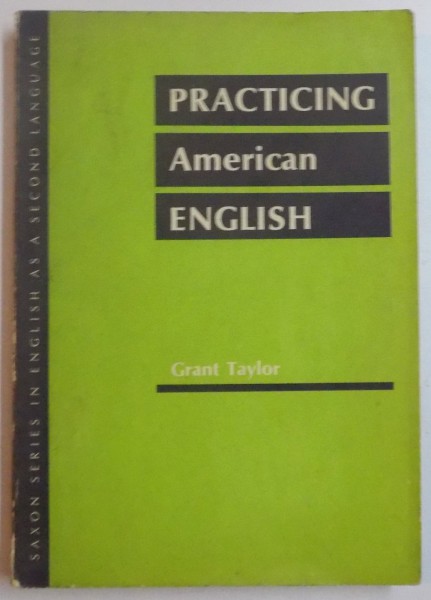 PRACTICING
American
ENGLISH
Grant Taylor
SAXON SERIES IN ENGLISH AS A SECOND LANGUAGE